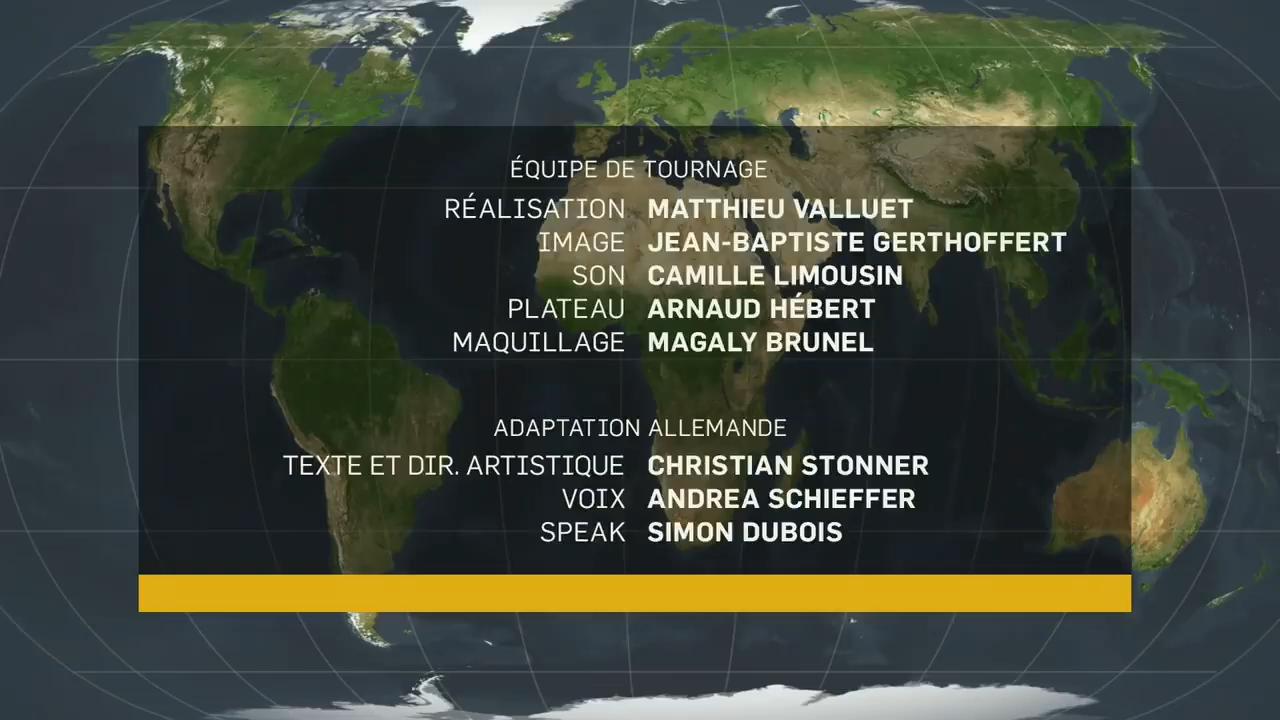 ÉQUIPE DE TOURNAGE
RÉALISATION MATTHIEU VALLUET
IMAGE JEAN-BAPTISTE GERTHOFFERT
SON CAMILLE LIMOUSIN
PLATEAU ARNAUD HÉBERT
MAQUILLAGE MAGALY BRUNEL
ADAPTATION ALLEMANDE
TEXTE ET DIR. ARTISTIQUE CHRISTIAN STONNER
VOIX ANDREA SCHIEFFER
SPEAK SIMON DUBOIS